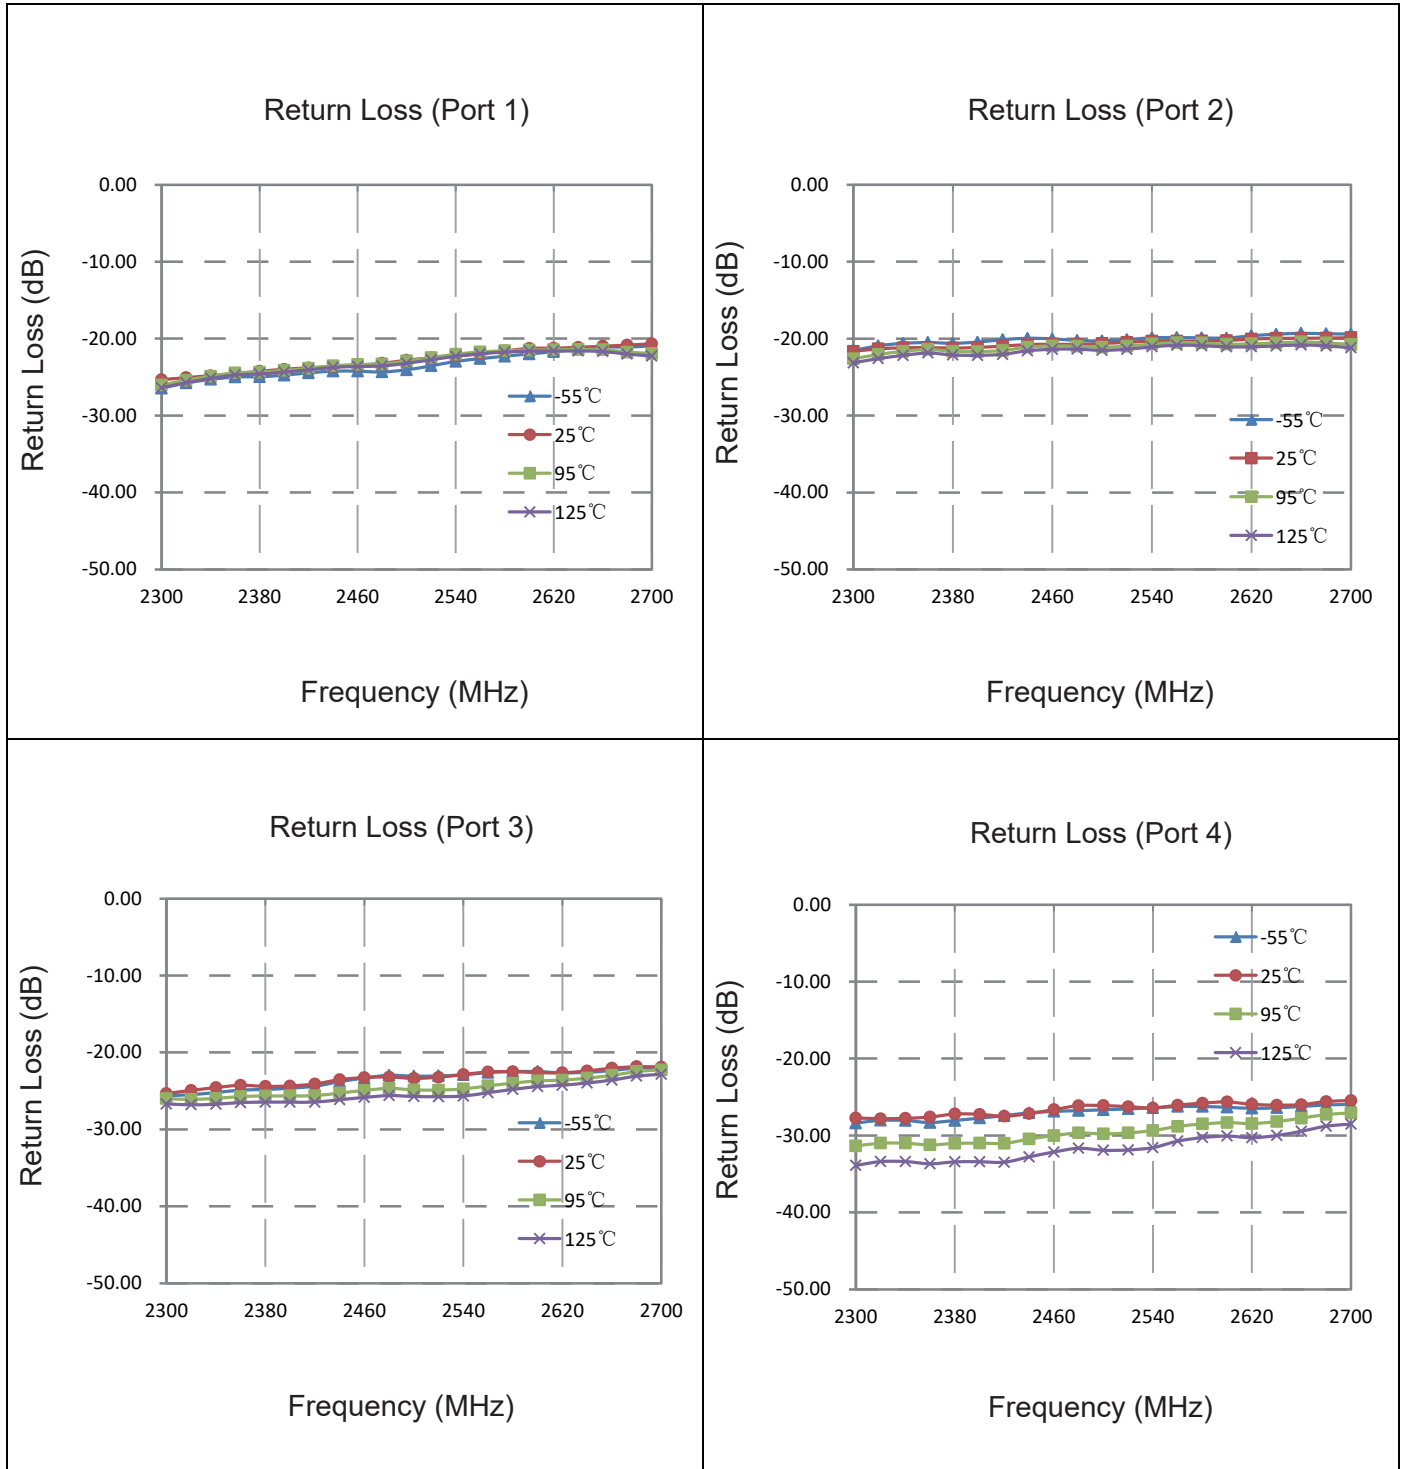 Return Loss (Port 1)
Return Loss (dB)
0.00
-10.00
-20.00
-30.00
-40.00
-50.00
-55℃
25℃
95℃
125℃
2300 2380 2460 2540 2620 2700
Frequency (MHz)
Return Loss (Port 2)
Return Loss (dB)
0.00
-10.00
-20.00
-30.00
-40.00
-50.00
-55℃
25℃
95℃
125℃
2300 2380 2460 2540 2620 2700
Frequency (MHz)
Return Loss (Port 3)
Return Loss (dB)
0.00
-10.00
-20.00
-30.00
-40.00
-50.00
-55℃
25℃
95℃
125℃
2300 2380 2460 2540 2620 2700
Frequency (MHz)
Return Loss (Port 4)
Return Loss (dB)
0.00
-10.00
-20.00
-30.00
-40.00
-50.00
-55℃
25℃
95℃
125℃
2300 2380 2460 2540 2620 2700
Frequency (MHz)